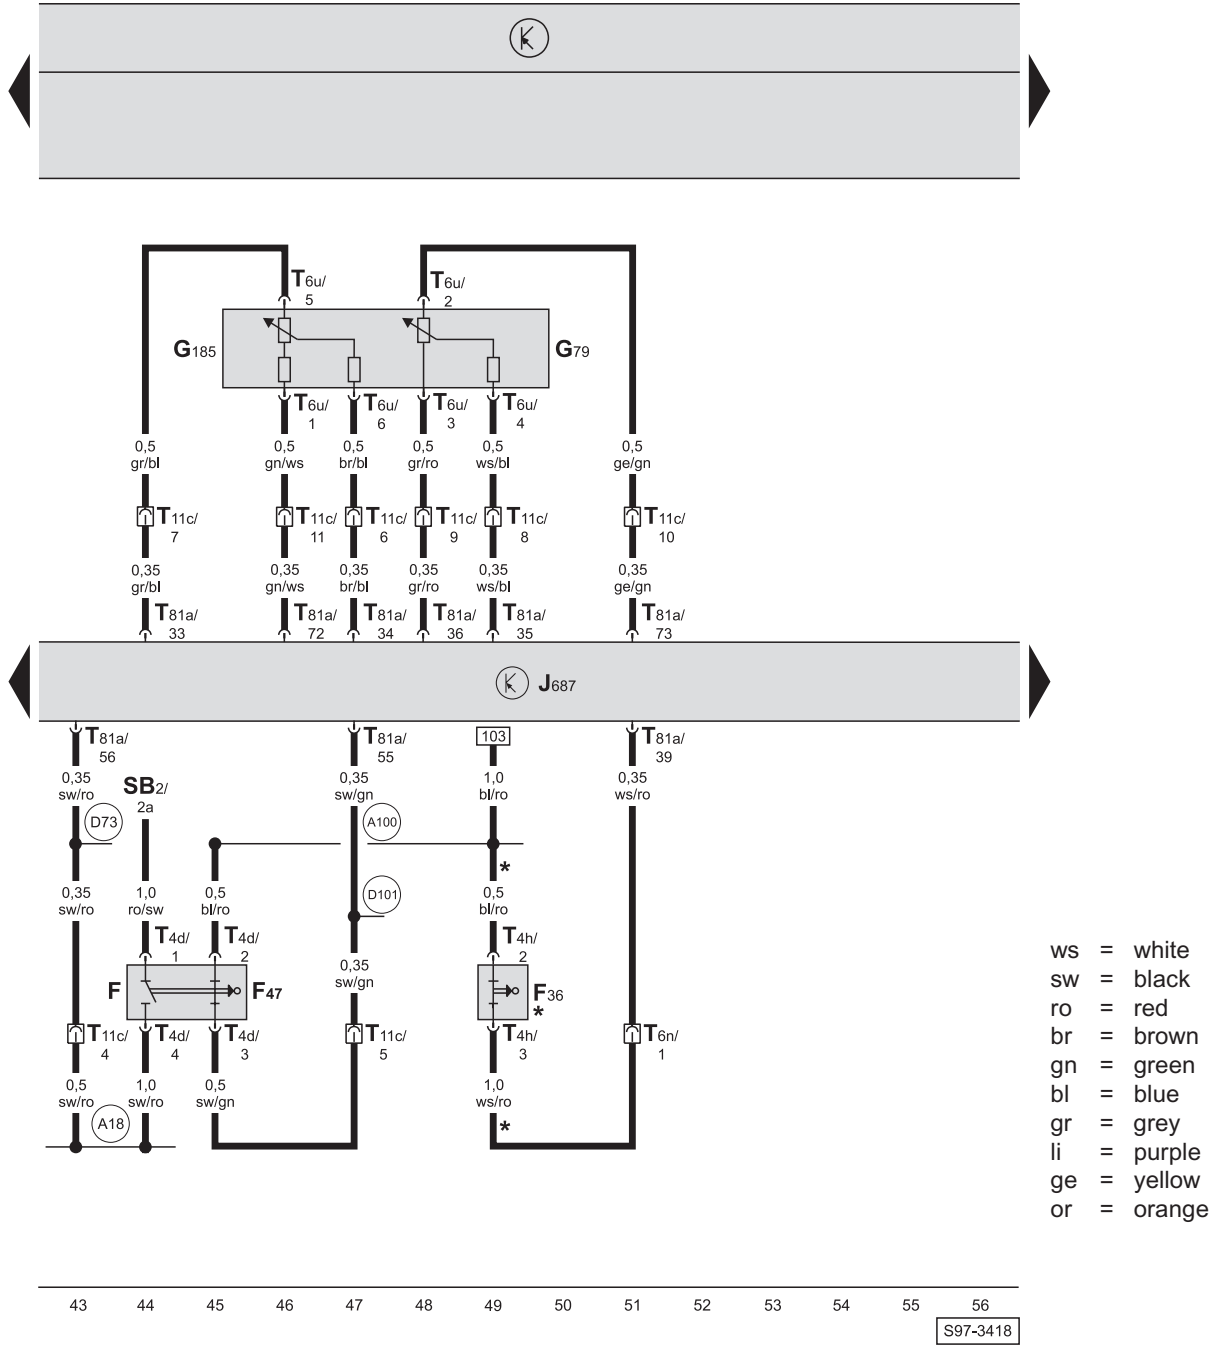 T6u/ T6u/
5 2
G185 G79
T6u/ T6u/ T6u/ T6u/
1 6 3 4
0,5 0,5 0,5 0,5 0,5 0,5
gr/bl gn/ws br/bl gr/ro ws/bl ge/gn
T11c/ T11c/ T11c/ T11c/ T11c/ T11c/
7 11 6 9 8 10
0,35 0,35 0,35 0,35 0,35 0,35
gr/bl gn/ws br/bl gr/ro ws/bl ge/gn
T81a/ T81a/ T81a/ T81a/ T81a/ T81a/
33 72 34 36 35 73
J687
T81a/ T81a/ 103 T81a/
56 55 39
0,35 0,35 1,0 0,35
sw/ro SB2/ sw/gn bl/ro ws/ro
2a
D73 A100
*
0,35 1,0 0,5 D101 0,5
sw/ro ro/sw bl/ro bl/ro
T4d/ T4d/ T4h/
1 2 2
0,35
sw/gn
F F47 F36
*
T11c/ T4d/ T4d/ T11c/ T4h/ T6n/
4 4 3 5 3 1
0,5 1,0 0,5 1,0
sw/ro sw/ro sw/gn ws/ro
A18 *
ws = white
sw = black
ro = red
br = brown
gn = green
bl = blue
gr = grey
li = purple
ge = yellow
or = orange
43 44 45 46 47 48 49 50 51 52 53 54 55 56
S97-3418